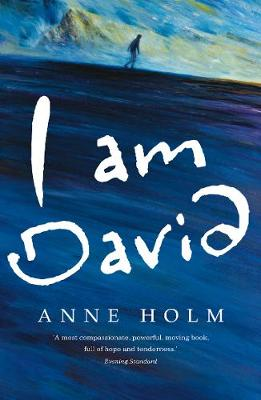 I am
David
ANNE HOLM
'A most compassionate, powerful, moving book,
full of hope and tenderness.'
Evening Standard